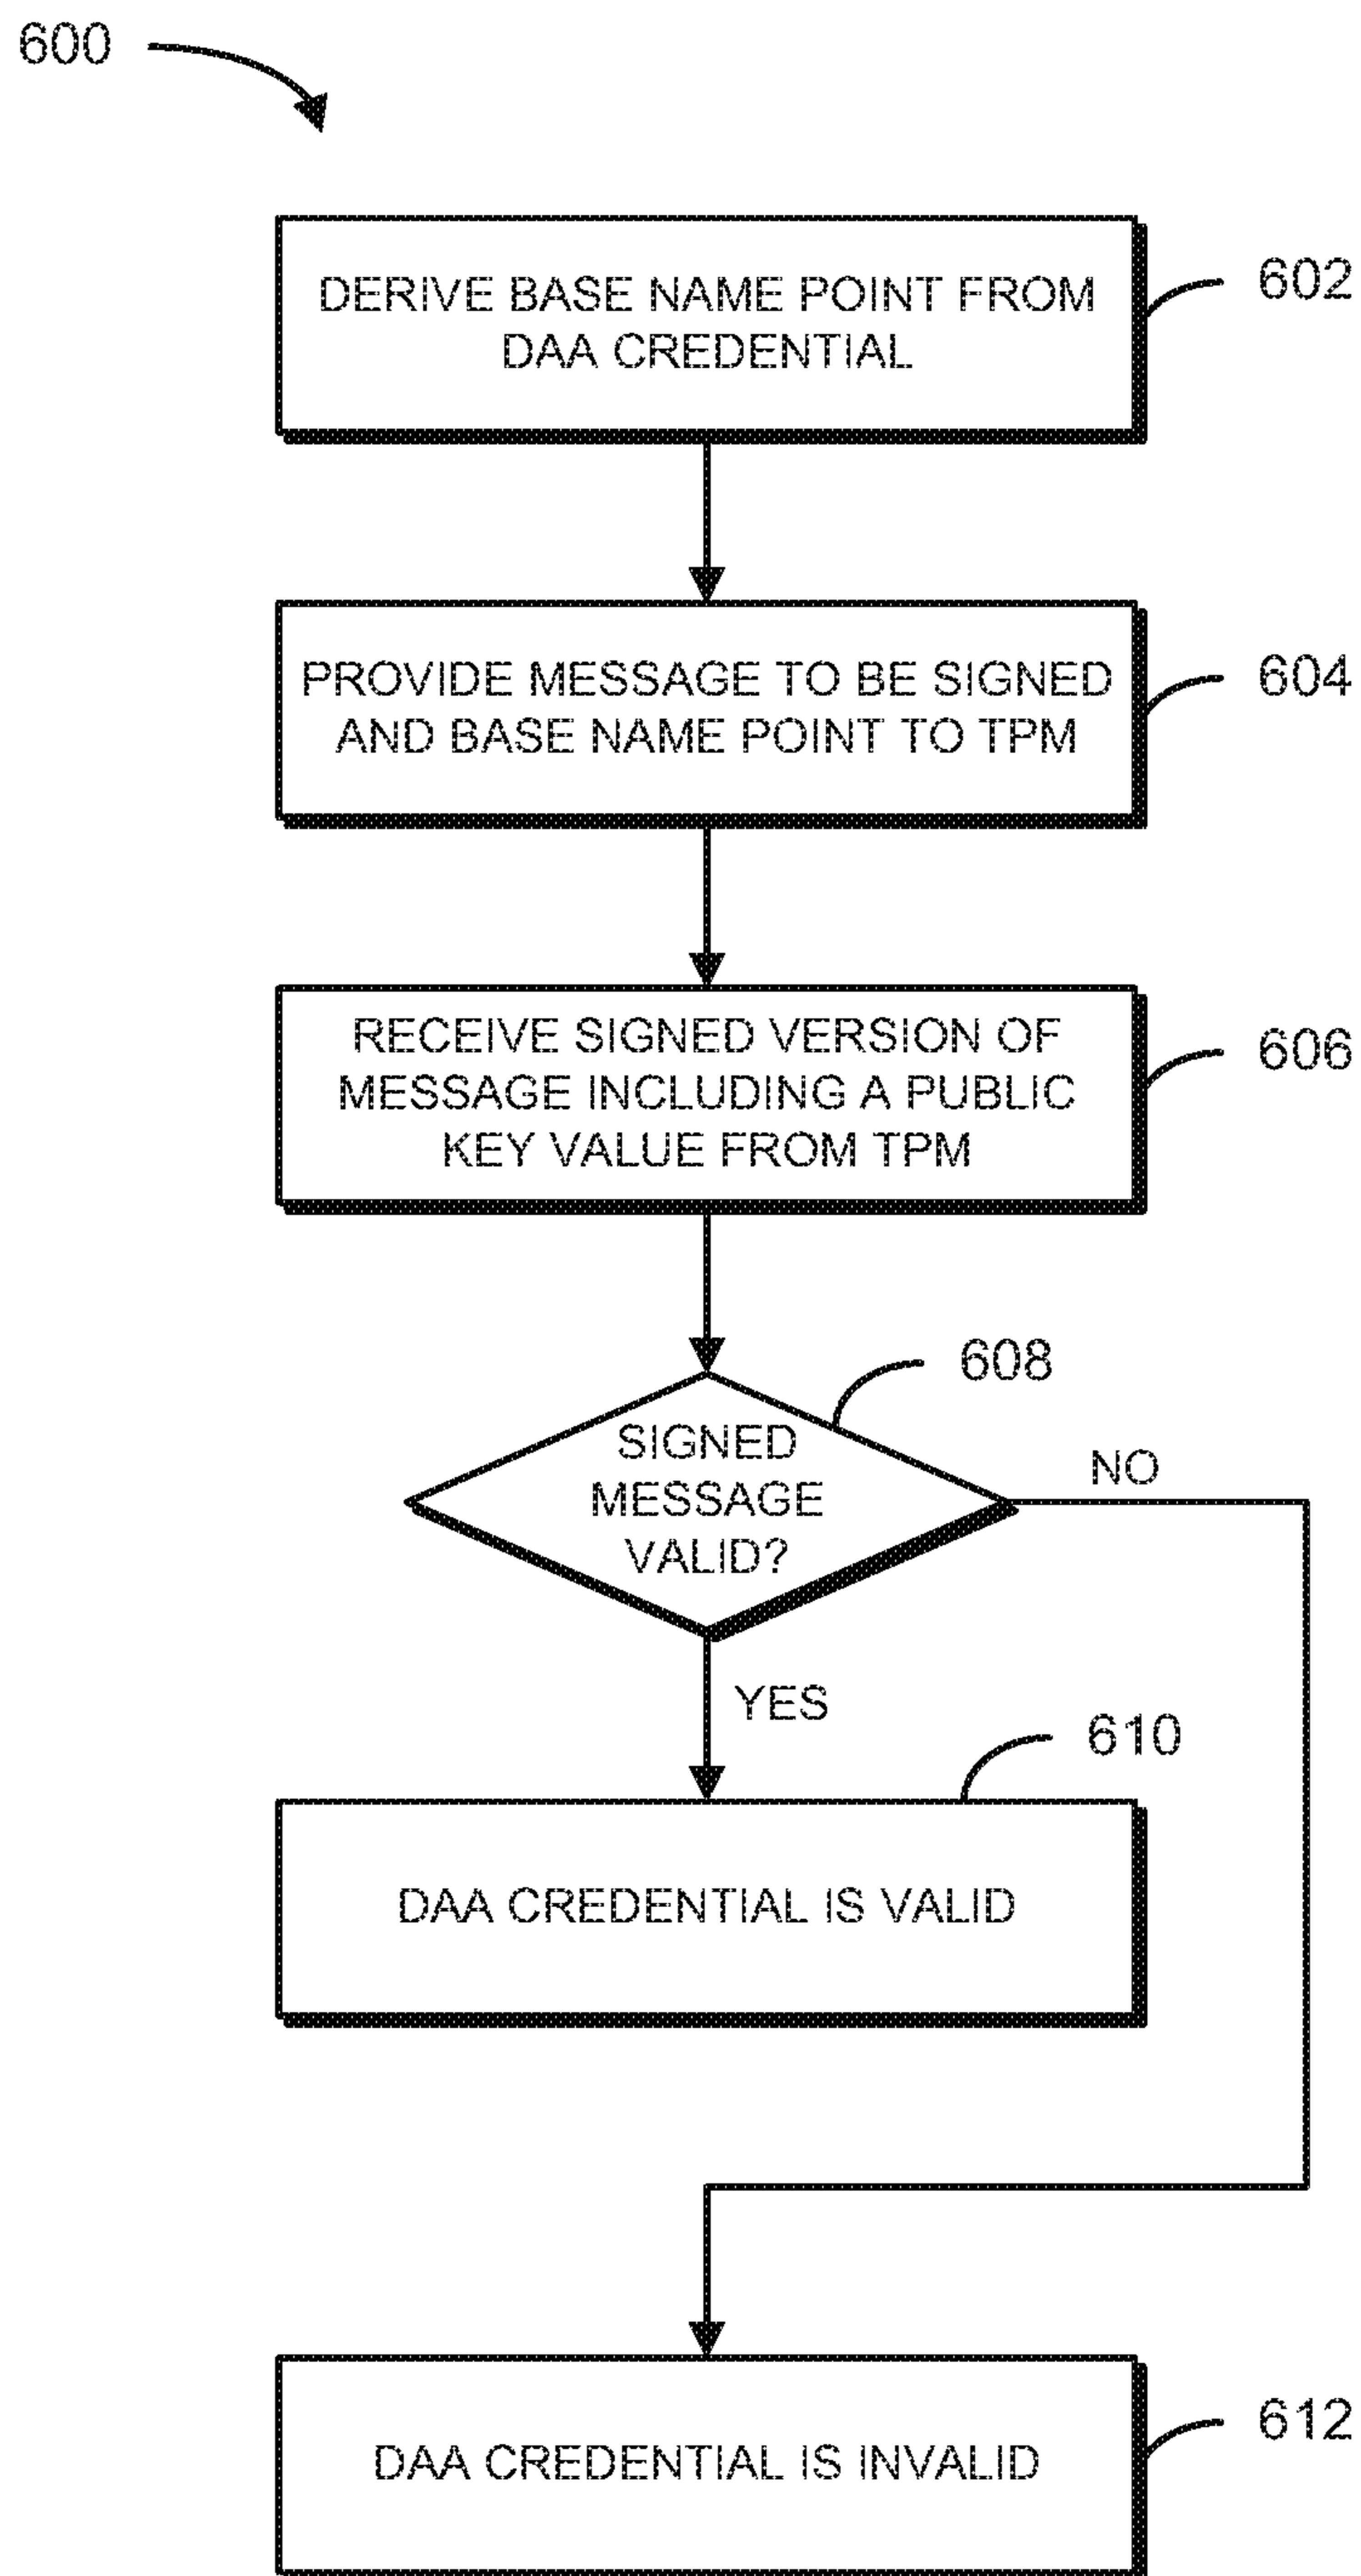 600
DERIVE BASE NAME POINT FROM
DAA CREDENTIAL
602
PROVIDE MESSAGE TO BE SIGNED
AND BASE NAME POINT TO TPM
604
RECEIVE SIGNED VERSION OF
MESSAGE INCLUDING A PUBLIC
KEY VALUE FROM TPM
606
608
SIGNED
MESSAGE
VALID?
NO
YES
610
DAA CREDENTIAL IS VALID
DAA CREDENTIAL IS INVALID
612